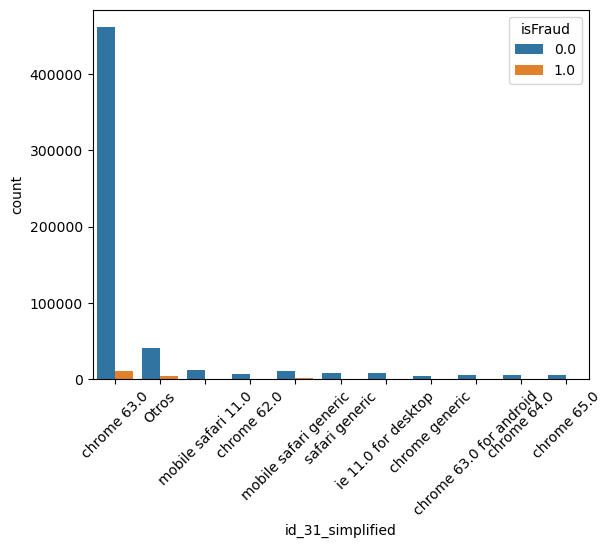 isFraud
0.0
1.0
count
400000
300000
200000
100000
0
chrome 63.0
Otros
mobile safari 11.0
chrome 62.0
mobile safari generic
safari generic
ie 11.0 for desktop
chrome generic
chrome 63.0 for android
chrome 64.0
chrome 65.0
id_31_simplified